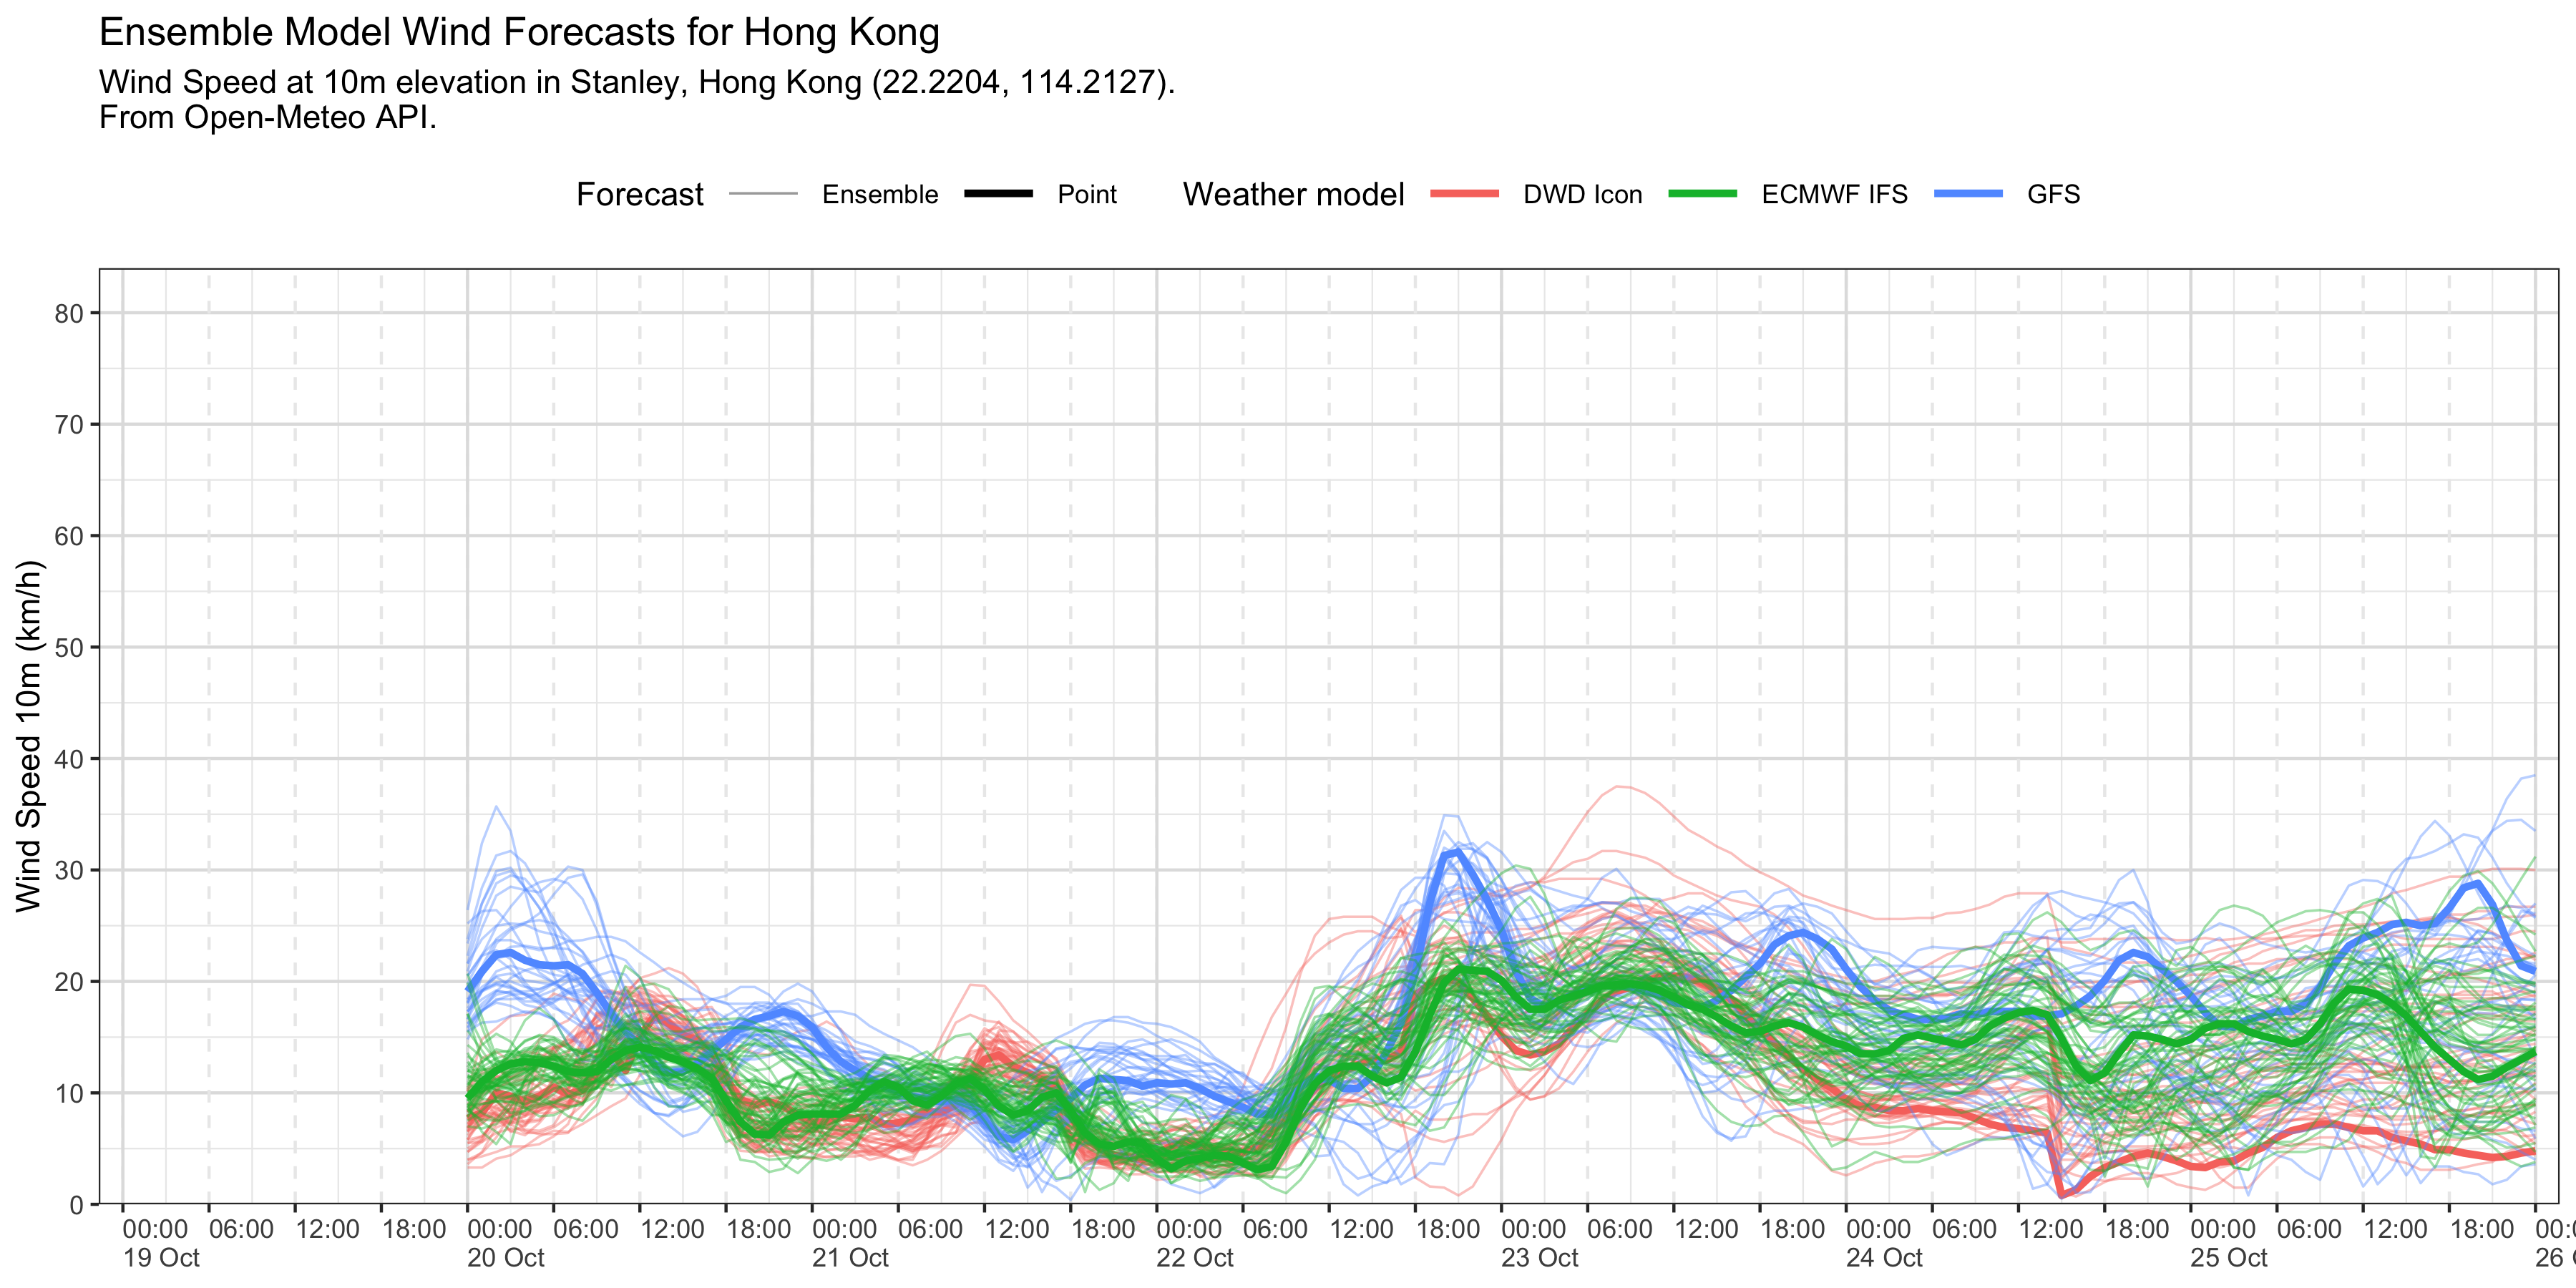 Ensemble Model Wind Forecasts for Hong Kong
Wind Speed at 10m elevation in Stanley, Hong Kong (22.2204, 114.2127).
From Open-Meteo API.
Forecast Ensemble Point Weather model DWD Icon ECMWF IFS GFS
Wind Speed 10m (km/h)
80
70
60
50
40
30
20
10
0
00:00 06:00 12:00 18:00 00:00 06:00 12:00 18:00 00:00 06:00 12:00 18:00 00:00 06:00 12:00 18:00 00:00 06:00 12:00 18:00 00:00 06:00 12:00 18:00 00:00 06:00 12:00 18:00 00:0
19 Oct 20 Oct 21 Oct 22 Oct 23 Oct 24 Oct 25 Oct 26